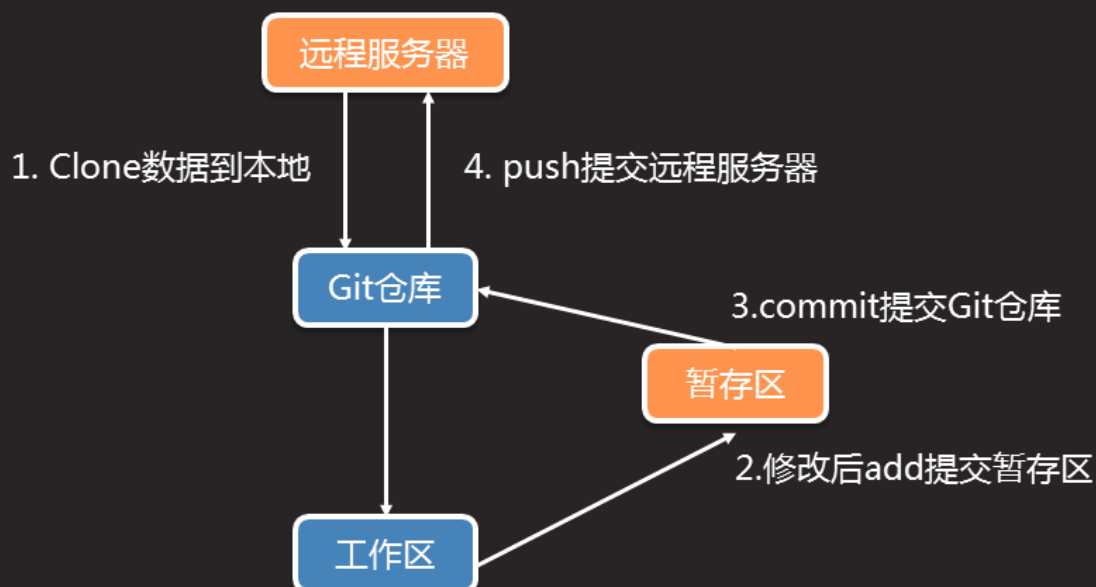 远程服务器
1. Clone数据到本地
4. push提交远程服务器
Git仓库
3.commit提交Git仓库
暂存区
2.修改后add提交暂存区
工作区